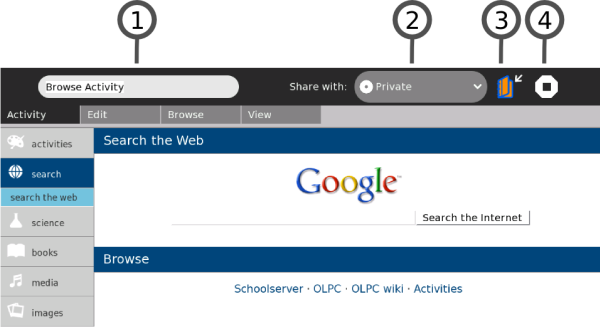 1 2 3 4
Browse Activity Share with: Private
Activity Edit Browse View
activities
search
search the web
science
books
media
images
Search the Web
Google™
Search the Internet
Browse
Schoolserver · OLPC · OLPC wiki · Activities